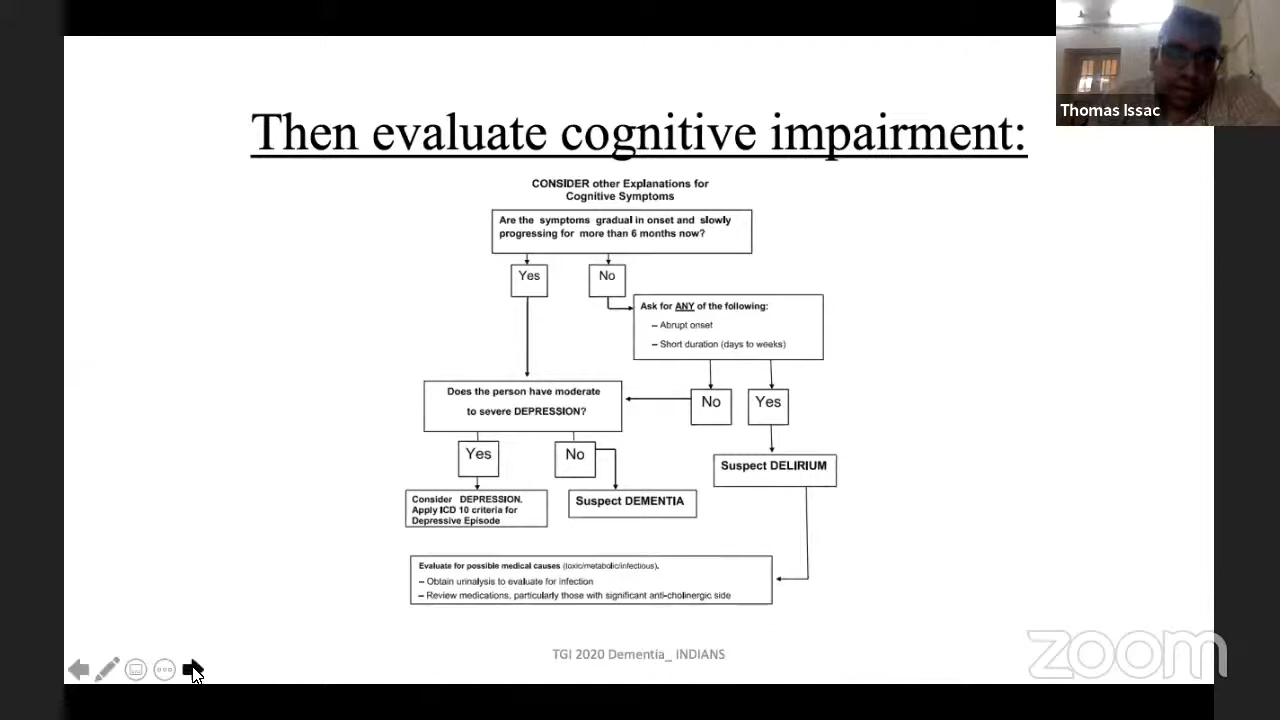 Thomas Issac
Then evaluate cognitive impairment:
CONSIDER other Explanations for
Cognitive Symptoms
Are the symptoms gradual in onset and slowly
progressing for more than 6 months now?
Yes
No
Ask for ANY of the following:
– Abrupt onset
– Short duration (days to weeks)
Does the person have moderate
to severe DEPRESSION?
No
Yes
Yes
No
Suspect DELIRIUM
Consider DEPRESSION.
Apply ICD 10 criteria for
Depressive Episode
Suspect DEMENTIA
Evaluate for possible medical causes (toxic/metabolic/infectious).
– Obtain urinalysis to evaluate for infection
– Review medications, particularly those with significant anti-cholinergic side
TGI 2020 Dementia_ INDIANS
zoom